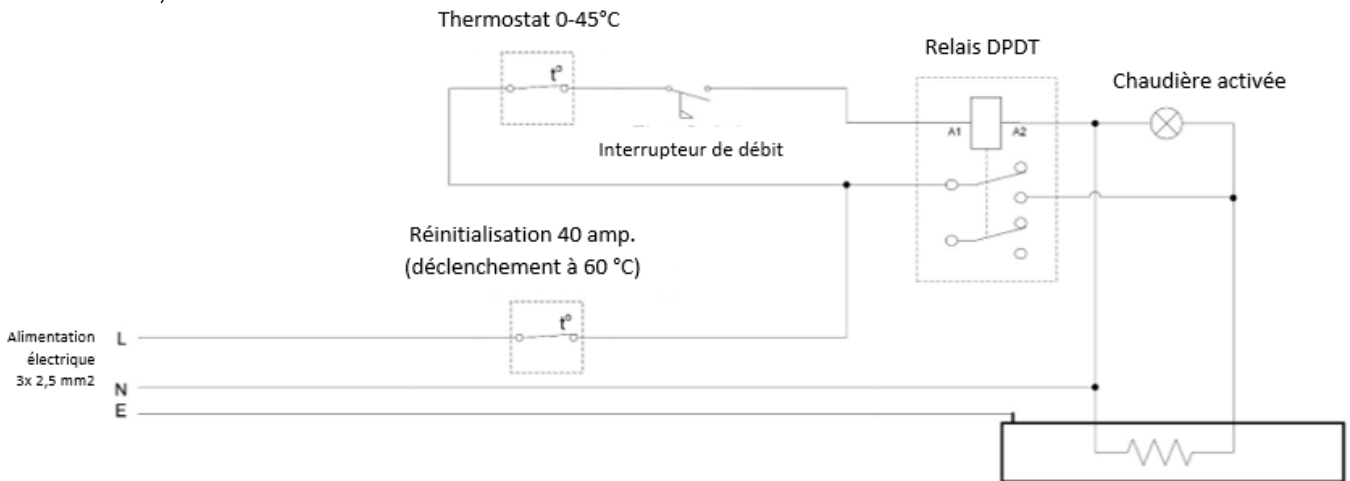 Thermostat 0-45°C
Relais DPDT
Chaudière activée
t°
A1
A2
Interrupteur de débit
Réinitialisation 40 amp.
(déclenchement à 60 °C)
t°
Alimentation
électrique
3x 2,5 mm2
L
N
E